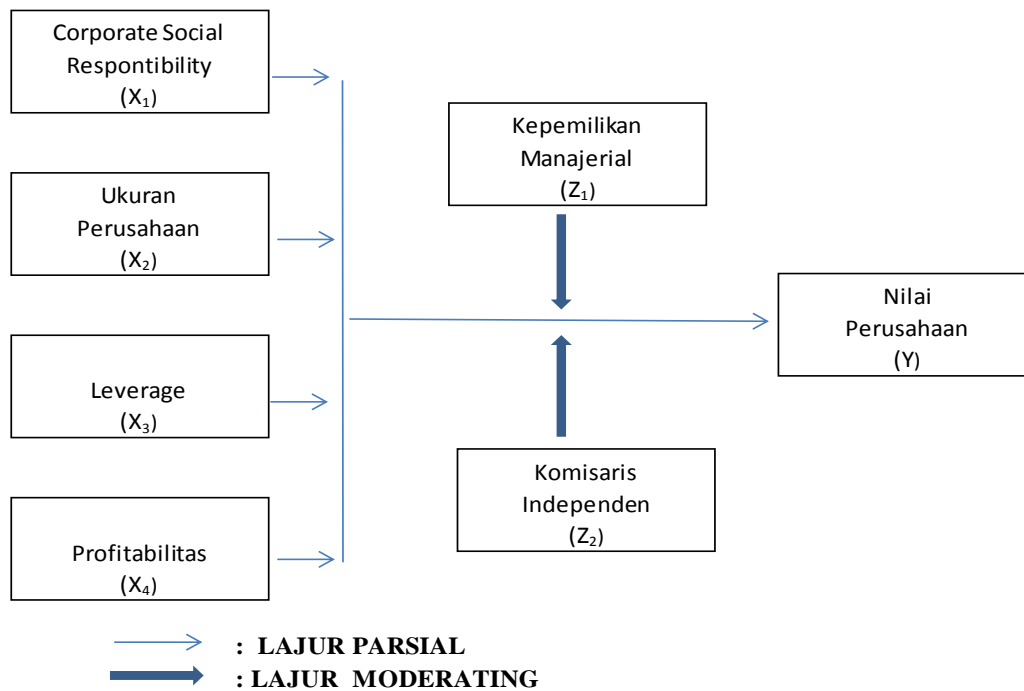 Corporate Social
Respontibility
(X₁)
Kepemilikan
Manajerial
(Z₁)
Ukuran
Perusahaan
(X₂)
Nilai
Perusahaan
(Y)
Leverage
(X₃)
Komisaris
Independen
(Z₂)
Profitabilitas
(X₄)
: LAJUR PARSIAL
: LAJUR MODERATING